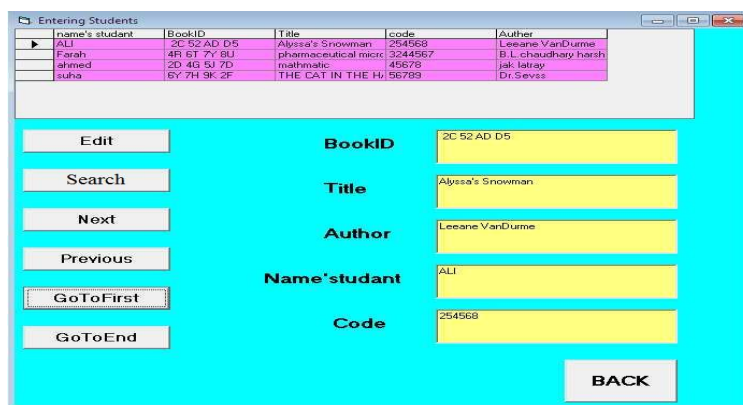 Entering Students
name's studant BookID Title code Auther
ALI 2C 52 AD D5 Alyssa's Snowman 254568 Leeane VanDurme
Farah 4R 6T 7Y 8U pharmaceutical micrc 3244567 B.L.chaudhary harsh
ahmed 2D 4G 5J 7D mathmatic 45678 jak latray
suha 6Y 7H 9K 2F THE CAT IN THE HA 56789 Dr.Sevss
Edit
Search
Next
Previous
GoToFirst
GoToEnd
BookID 2C 52 AD D5
Title Alyssa's Snowman
Author Leeane VanDurme
Name'studant ALI
Code 254568
BACK